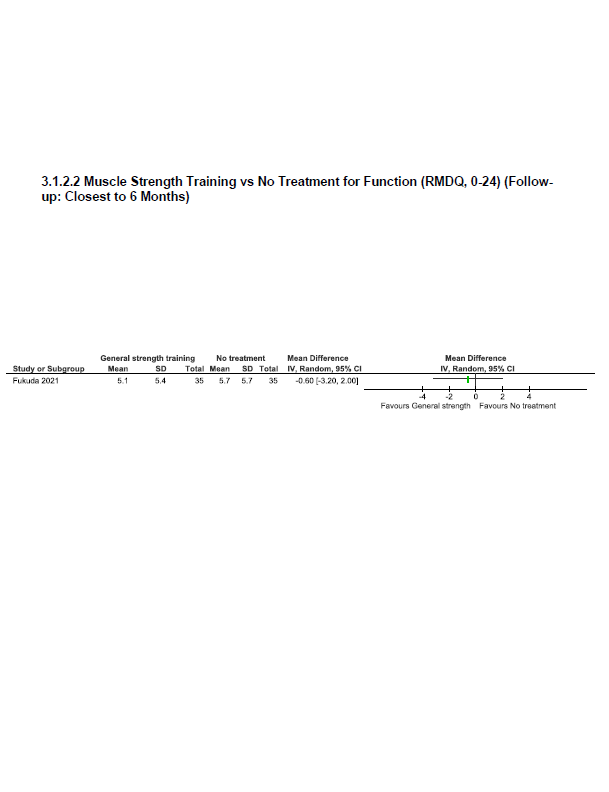 3.1.2.2 Muscle Strength Training vs No Treatment for Function (RMDQ, 0-24) (Follow-
up: Closest to 6 Months)
General strength training No treatment Mean Difference Mean Difference
Study or Subgroup Mean SD Total Mean SD Total IV, Random, 95% CI IV, Random, 95% CI
Fukuda 2021 5.1 5.4 35 5.7 5.7 35 -0.60 [-3.20, 2.00]
-4 -2 0 2 4
Favours General strength Favours No treatment